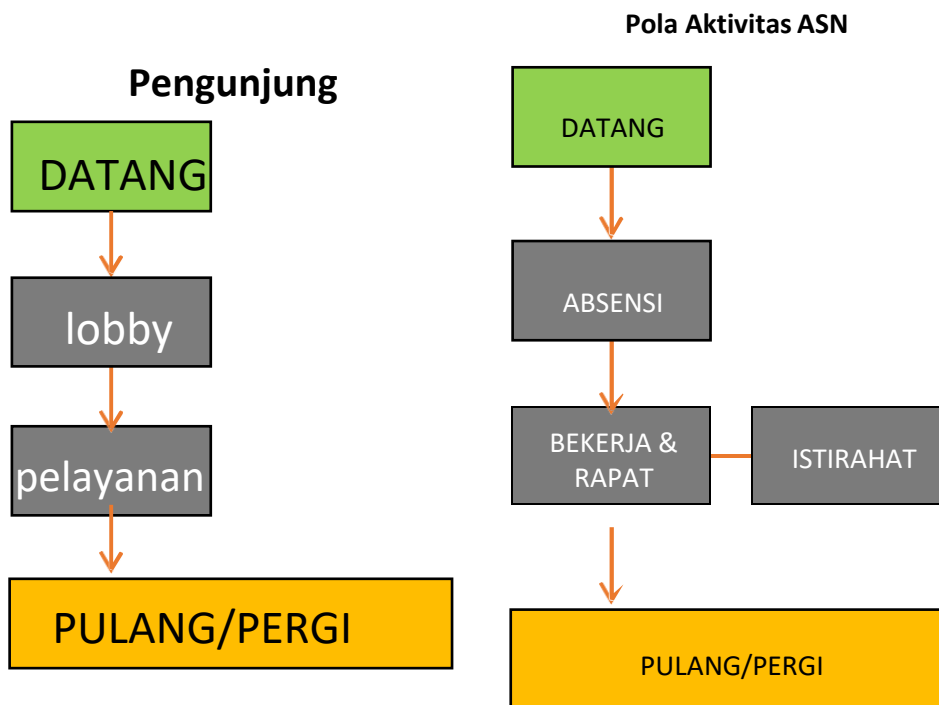 Pengunjung
DATANG
lobby
pelayanan
PULANG/PERGI
Pola Aktivitas ASN
DATANG
ABSENSI
BEKERJA &
RAPAT
ISTIRAHAT
PULANG/PERGI